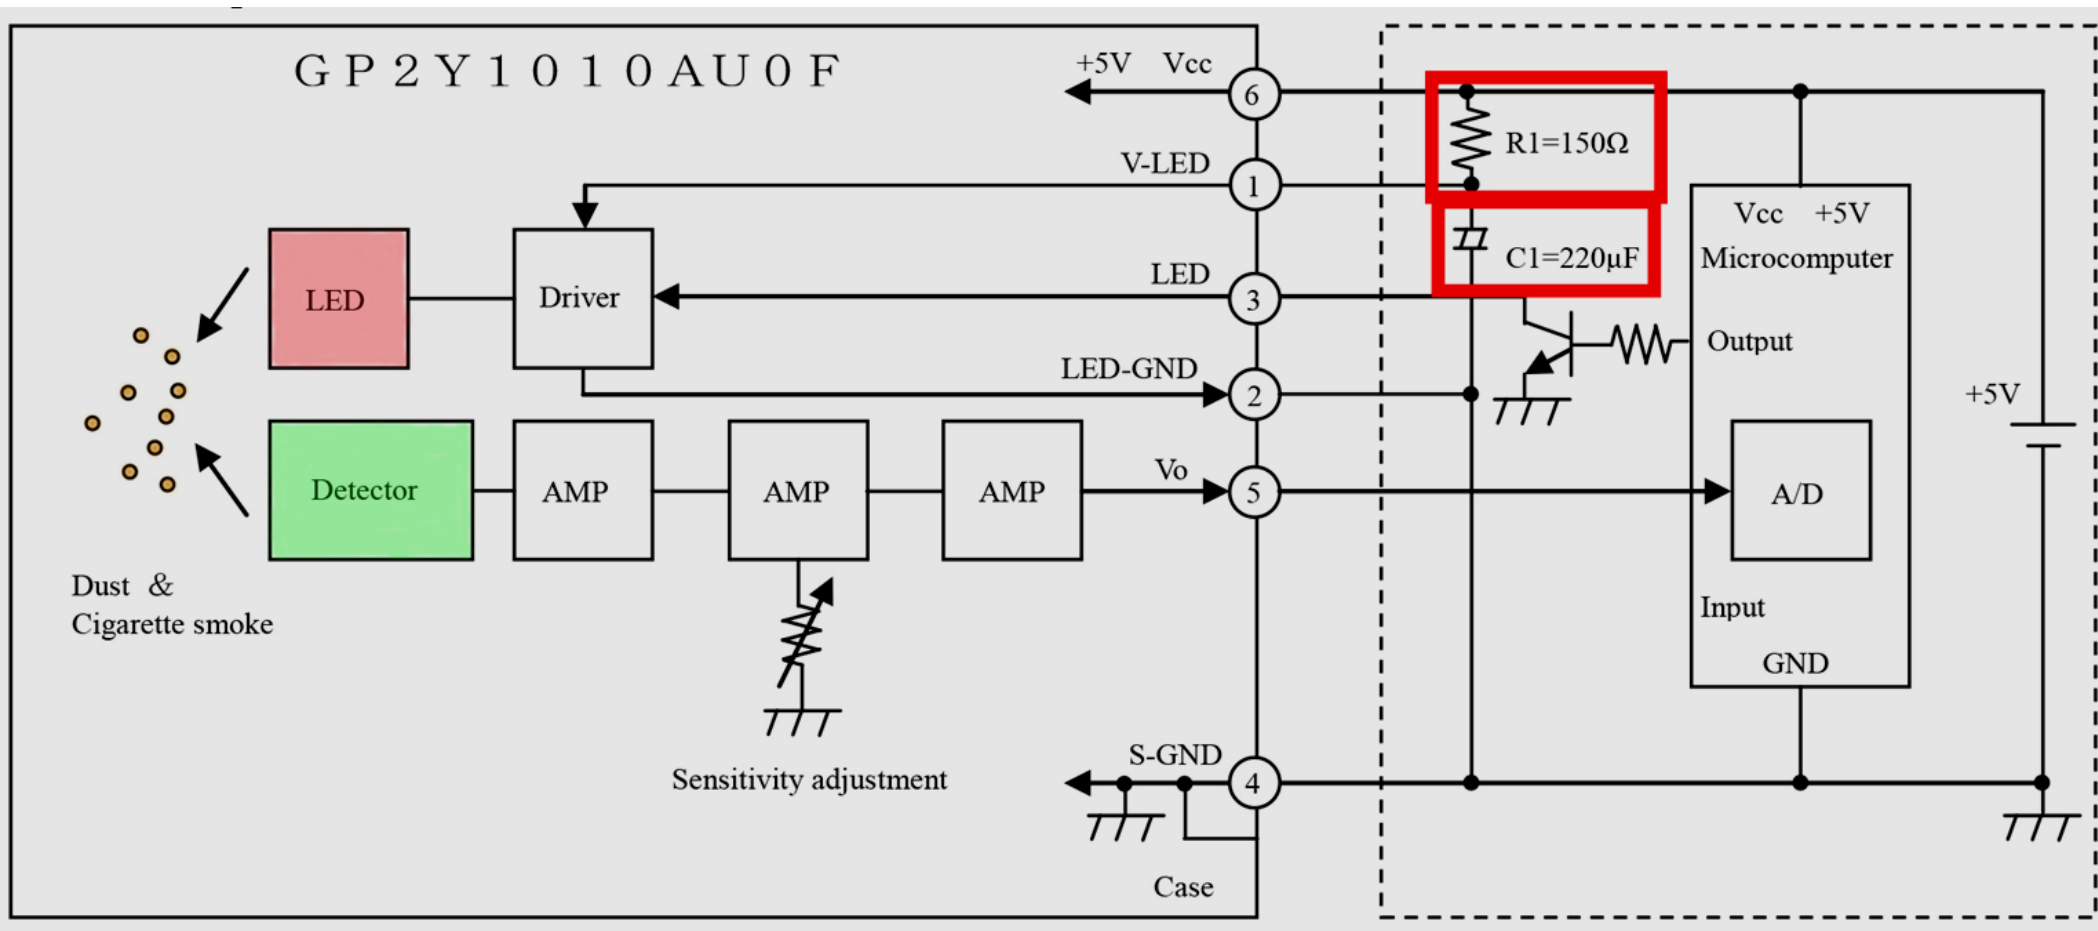 GP2Y1010AU0F
+5V Vcc
6
R1=150Ω
V-LED
1
Vcc +5V
Microcomputer
C1=220μF
LED
3
LED
Driver
Output
LED-GND
2
+5V
Detector
AMP
AMP
AMP
Vo
5
A/D
Dust &
Cigarette smoke
Input
GND
Sensitivity adjustment
S-GND
4
Case